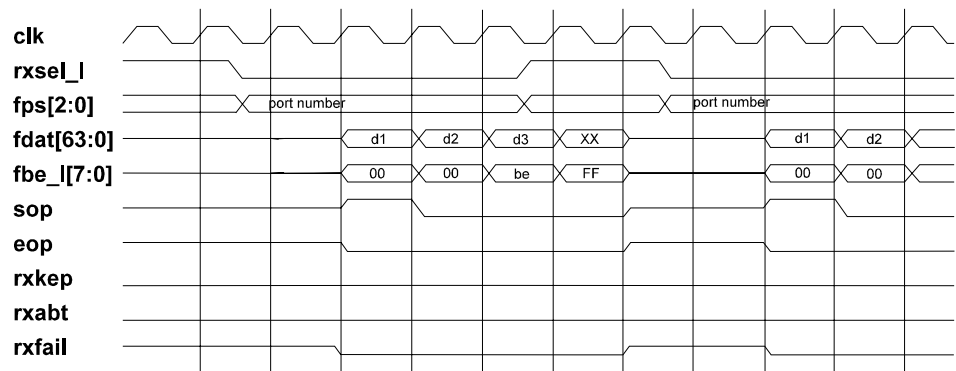 clk
rxsel_l
fps[2:0] port number port number
fdat[63:0] d1 d2 d3 XX d1 d2
fbe_l[7:0] 00 00 be FF 00 00
sop
eop
rxkep
rxabt
rxfail